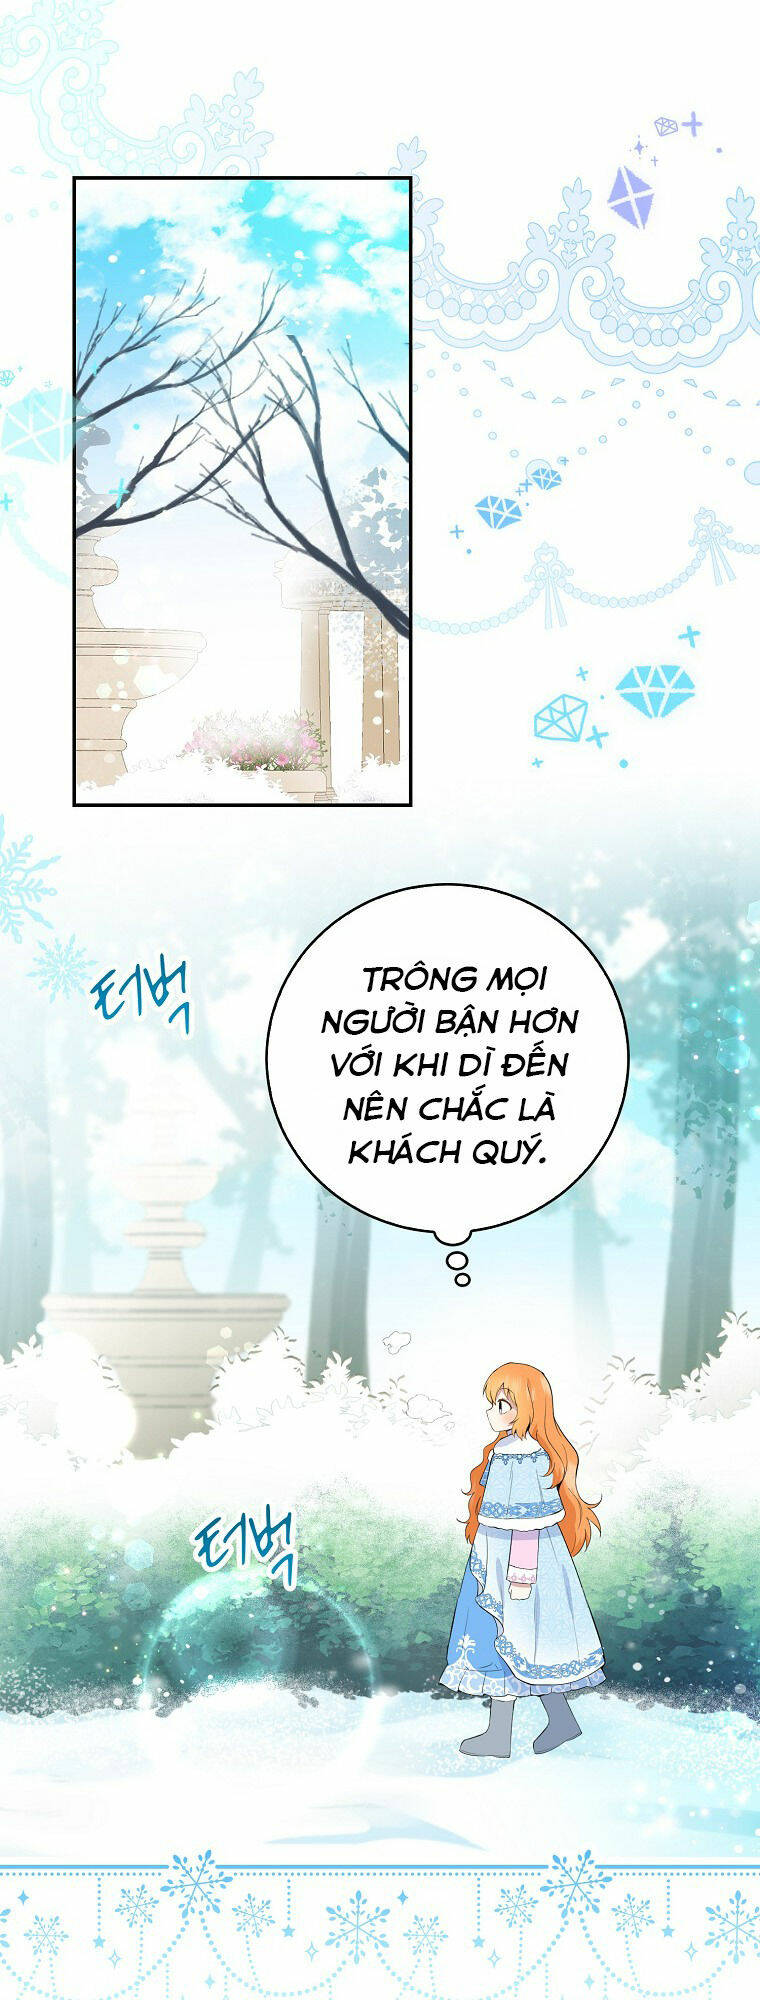 터벅
TRÔNG MỌI
NGƯỜI BẬN HƠN
VỚI KHI DÌ ĐẾN
NÊN CHẮC LÀ
KHÁCH QUÝ.
터벅